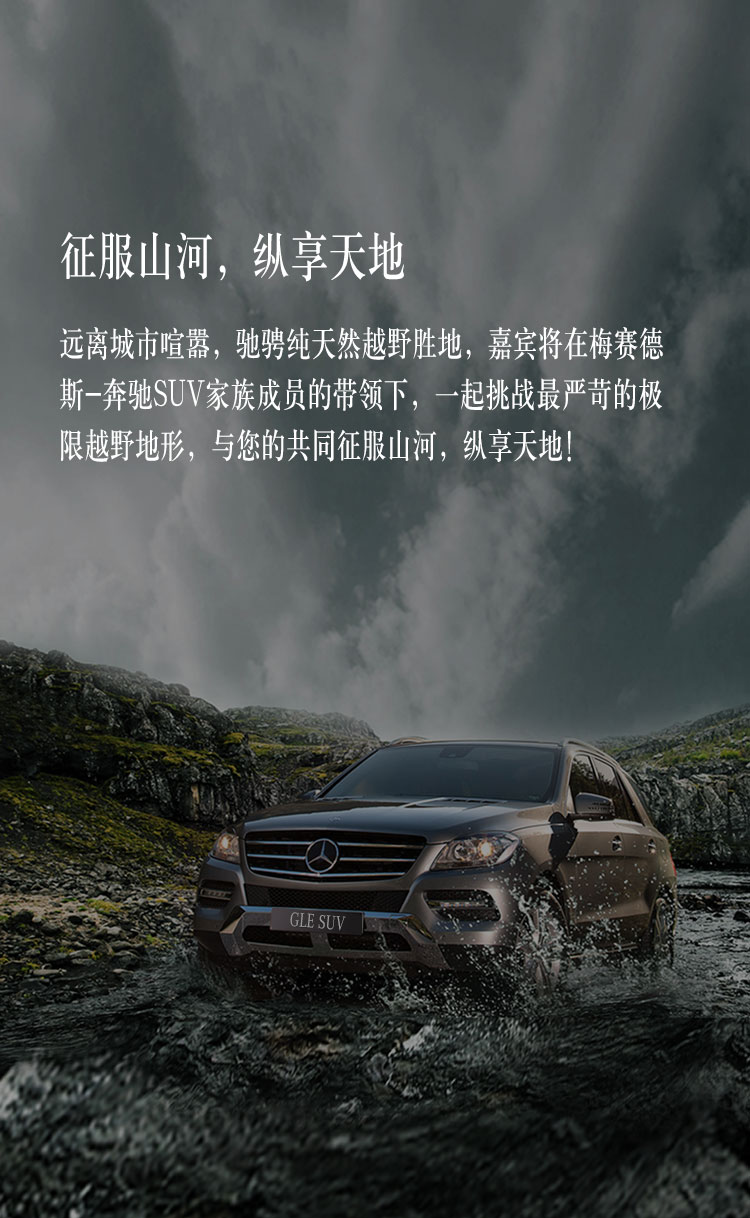 征服山河，纵享天地
远离城市喧嚣，驰骋纯天然越野胜地，嘉宾将在梅赛德
斯-奔驰SUV家族成员的带领下，一起挑战最严苛的极
限越野地形，与您的共同征服山河，纵享天地！
GLE SUV